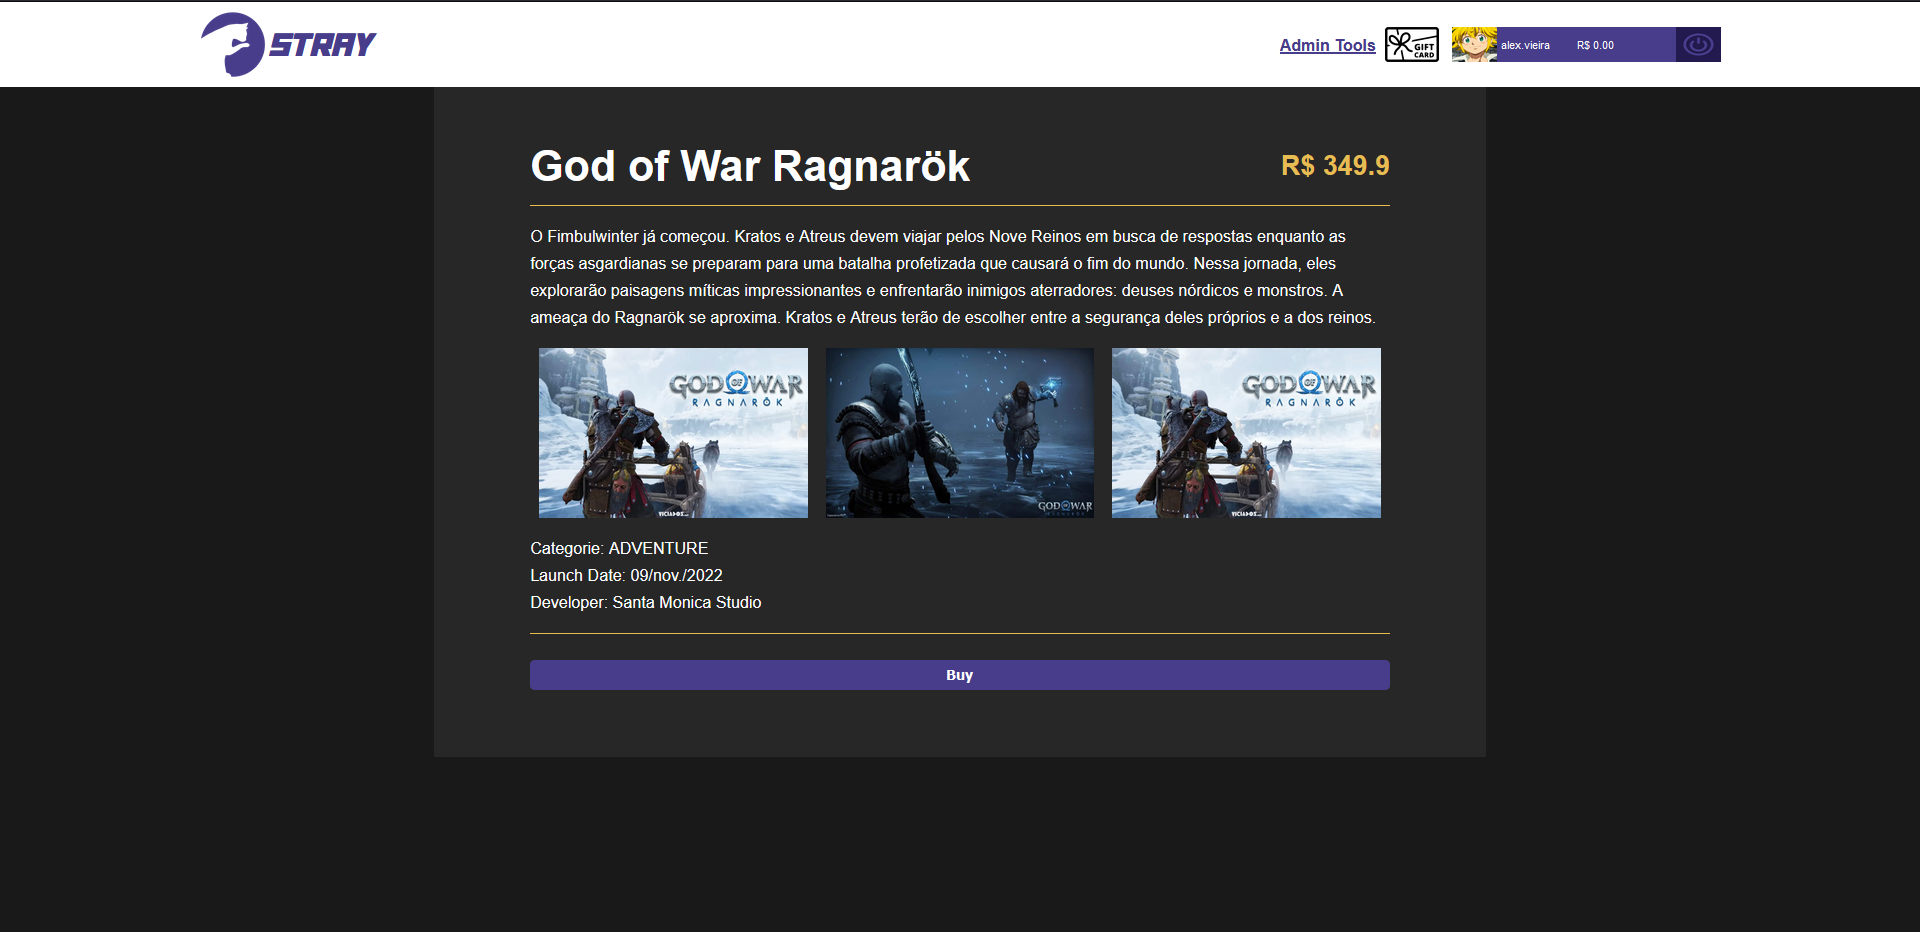 STRAY
Admin Tools
GIFT
CARD
alex.vieira
R$ 0.00
God of War Ragnarök
R$ 349.9
O Fimbulwinter já começou. Kratos e Atreus devem viajar pelos Nove Reinos em busca de respostas enquanto as
forças asgardianas se preparam para uma batalha profetizada que causará o fim do mundo. Nessa jornada, eles
explorarão paisagens míticas impressionantes e enfrentarão inimigos aterradores: deuses nórdicos e monstros. A
ameaça do Ragnarök se aproxima. Kratos e Atreus terão de escolher entre a segurança deles próprios e a dos reinos.
GOD OF WAR
RAGNARÖK
VICIADOS
GOD OF WAR
RAGNARÖK
GOD OF WAR
RAGNARÖK
VICIADOS
Categorie: ADVENTURE
Launch Date: 09/nov./2022
Developer: Santa Monica Studio
Buy